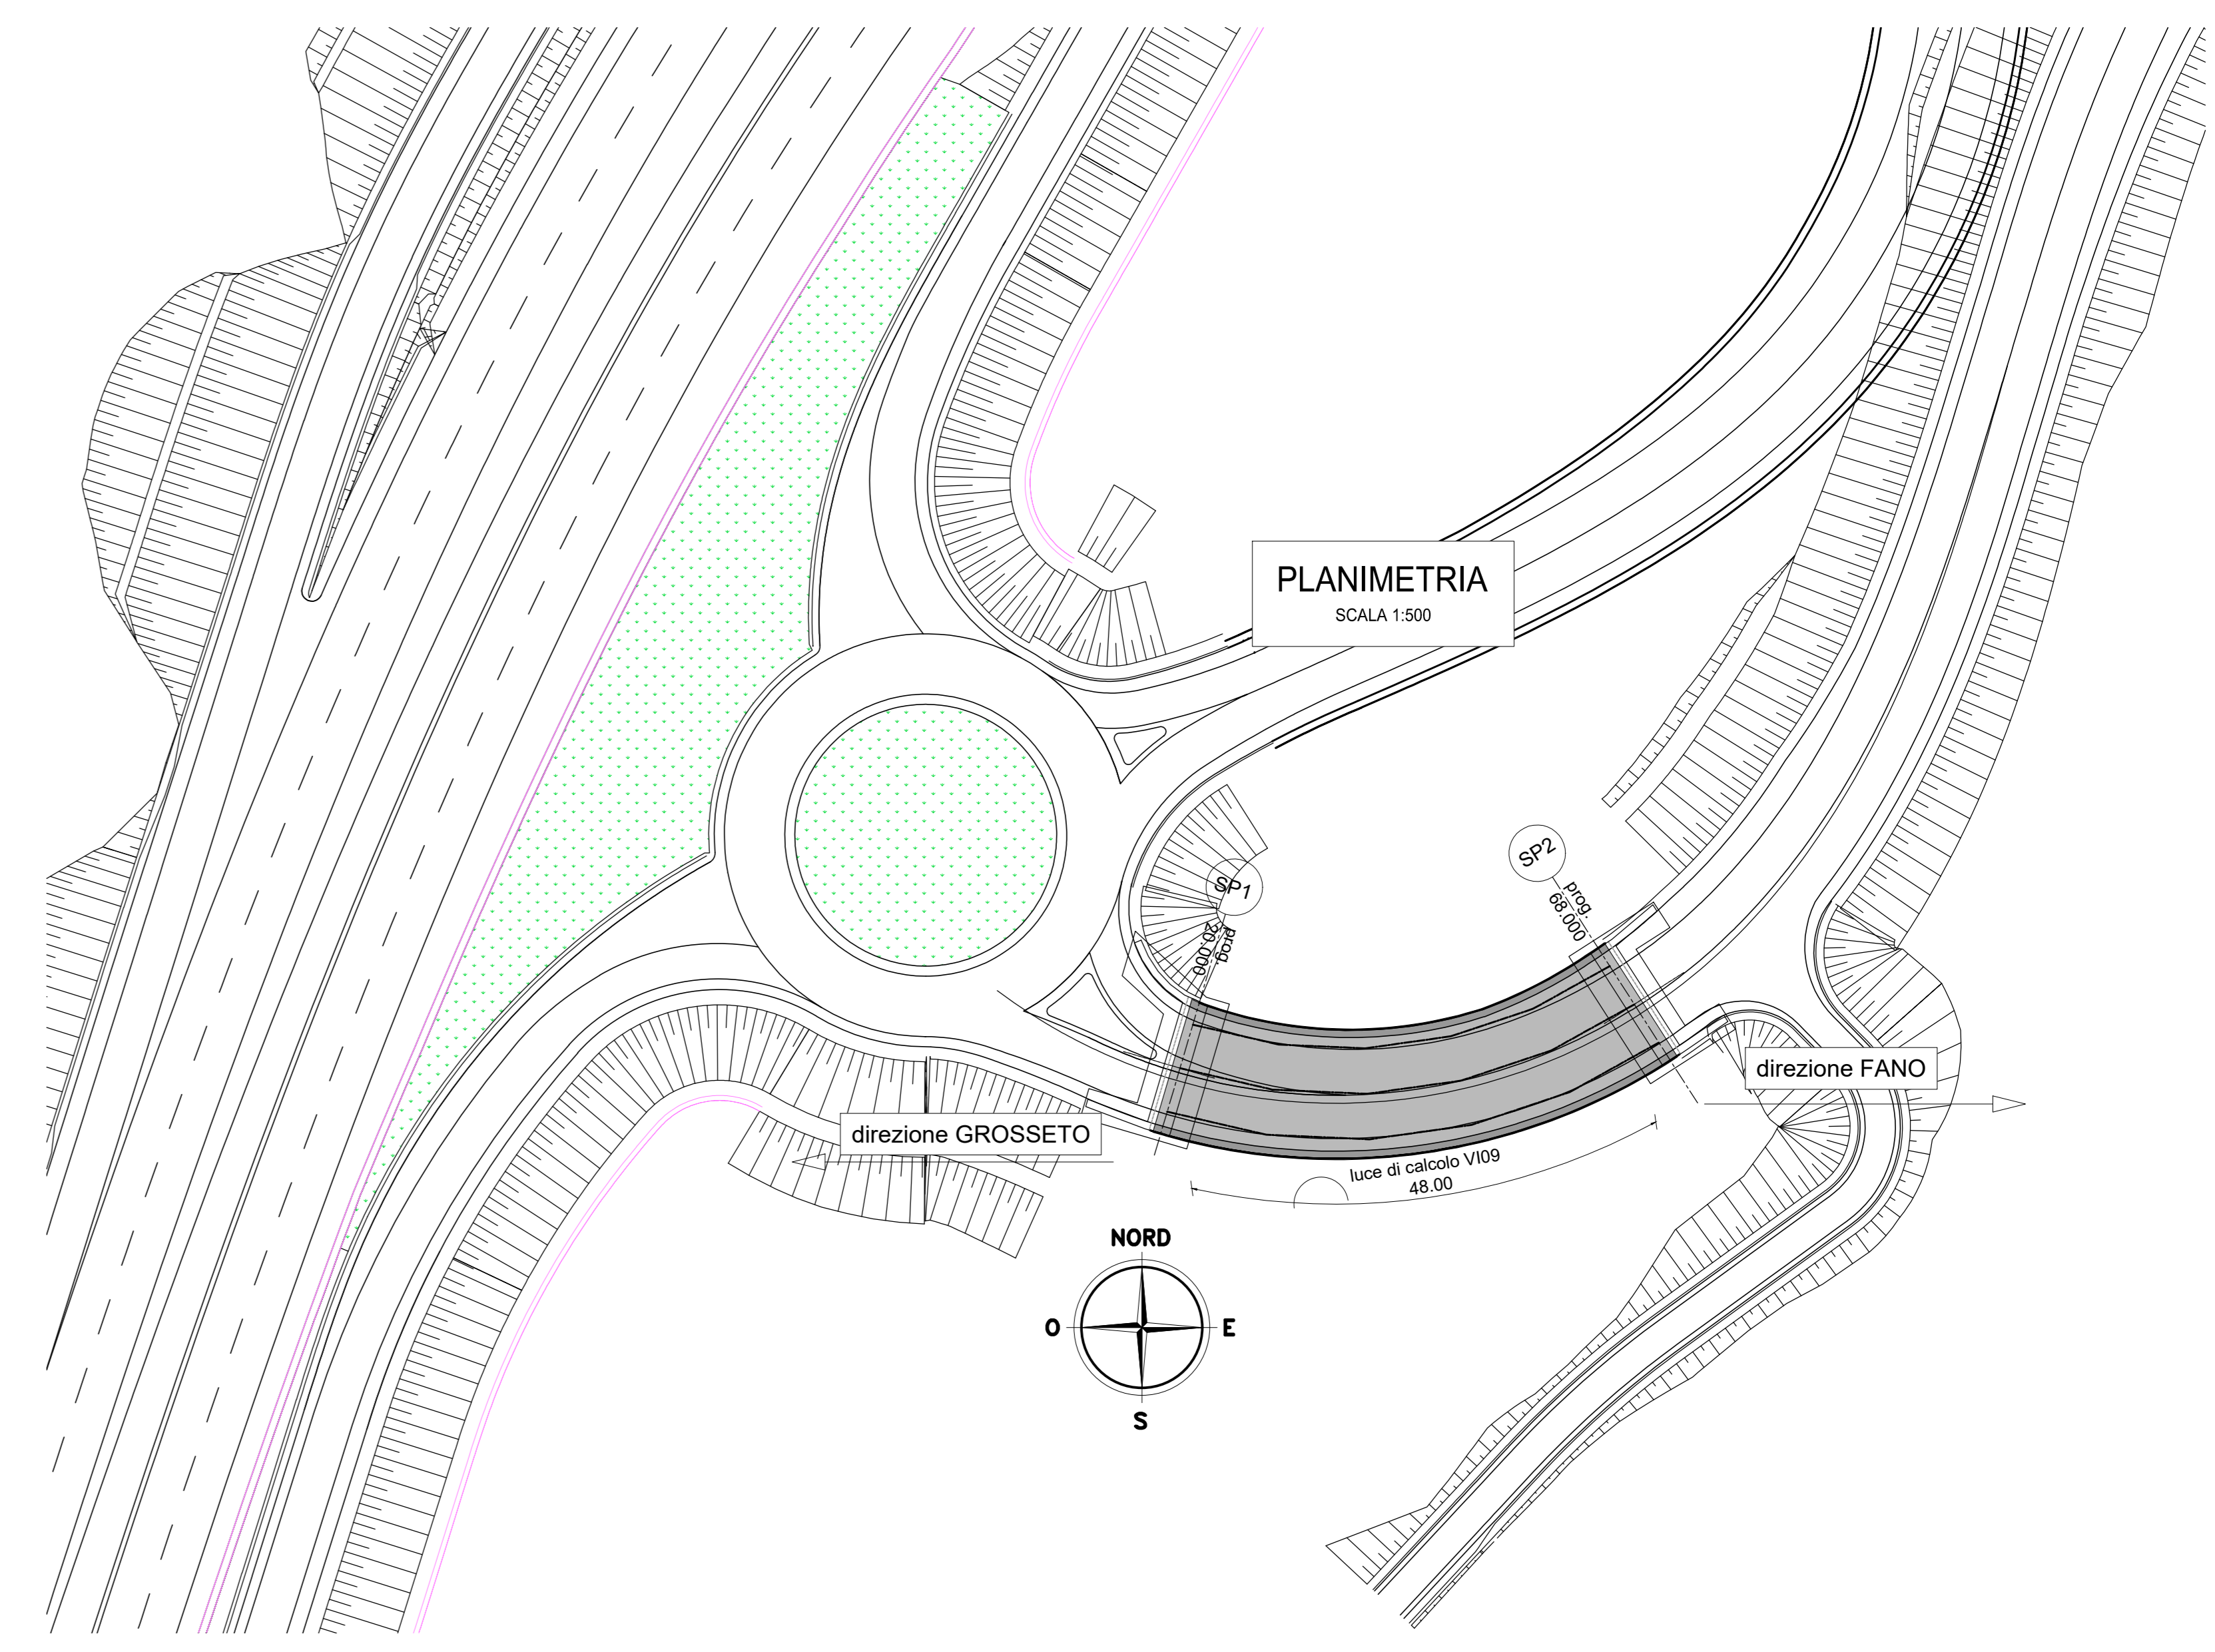 PLANIMETRIA
SCALA 1:500
SP1
prog.
20.000
SP2
prog.
68.000
direzione FANO
direzione GROSSETO
luce di calcolo VI09
48.00
NORD
O
E
S